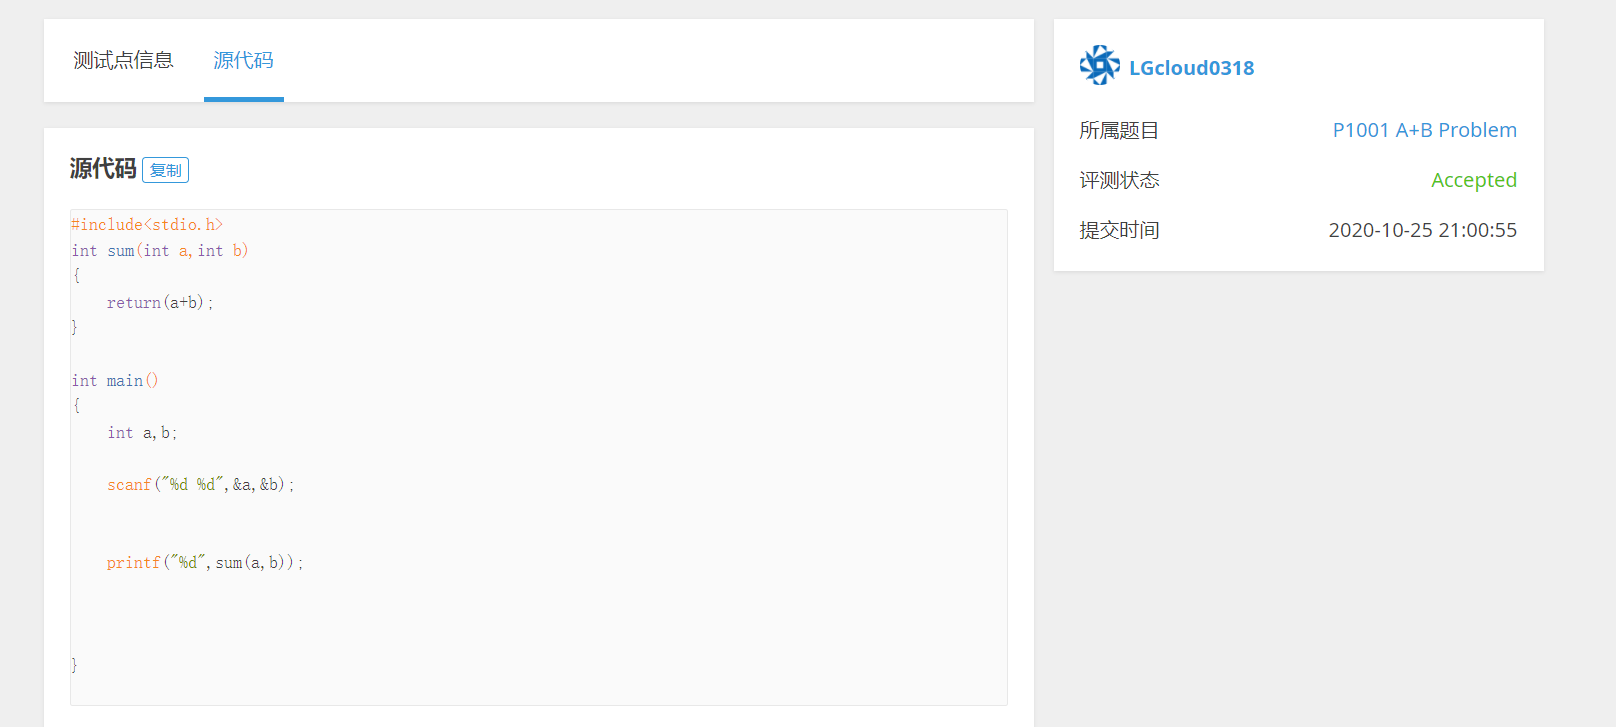 测试点信息 源代码
源代码 复制
#include<stdio.h>
int sum(int a,int b)
{
    return(a+b);
}
int main()
{
    int a,b;
    scanf("%d %d",&a,&b);
    printf("%d",sum(a,b));
}
LGcloud0318
所属题目 P1001 A+B Problem
评测状态 Accepted
提交时间 2020-10-25 21:00:55